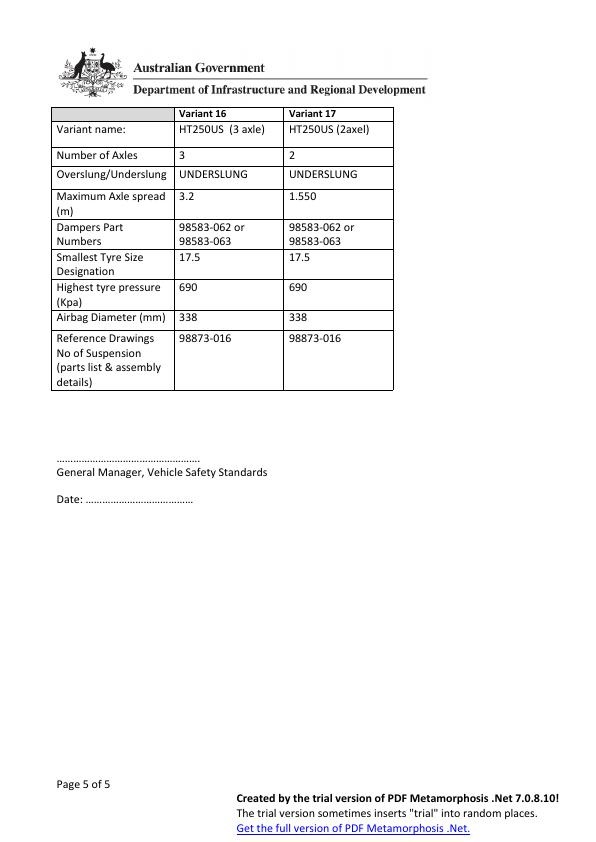 Australian Government
Department of Infrastructure and Regional Development
Variant 16 Variant 17
Variant name: HT250US (3 axle) HT250US (2axel)
Number of Axles 3 2
Overslung/Underslung UNDERSLUNG UNDERSLUNG
Maximum Axle spread 3.2 1.550
(m)
Dampers Part 98583-062 or 98583-062 or
Numbers 98583-063 98583-063
Smallest Tyre Size 17.5 17.5
Designation
Highest tyre pressure 690 690
(Kpa)
Airbag Diameter (mm) 338 338
Reference Drawings 98873-016 98873-016
No of Suspension
(parts list & assembly
details)
…………………………………………….
General Manager, Vehicle Safety Standards
Date: …………………………………
Page 5 of 5
Created by the trial version of PDF Metamorphosis .Net 7.0.8.10!
The trial version sometimes inserts "trial" into random places.
Get the full version of PDF Metamorphosis .Net.